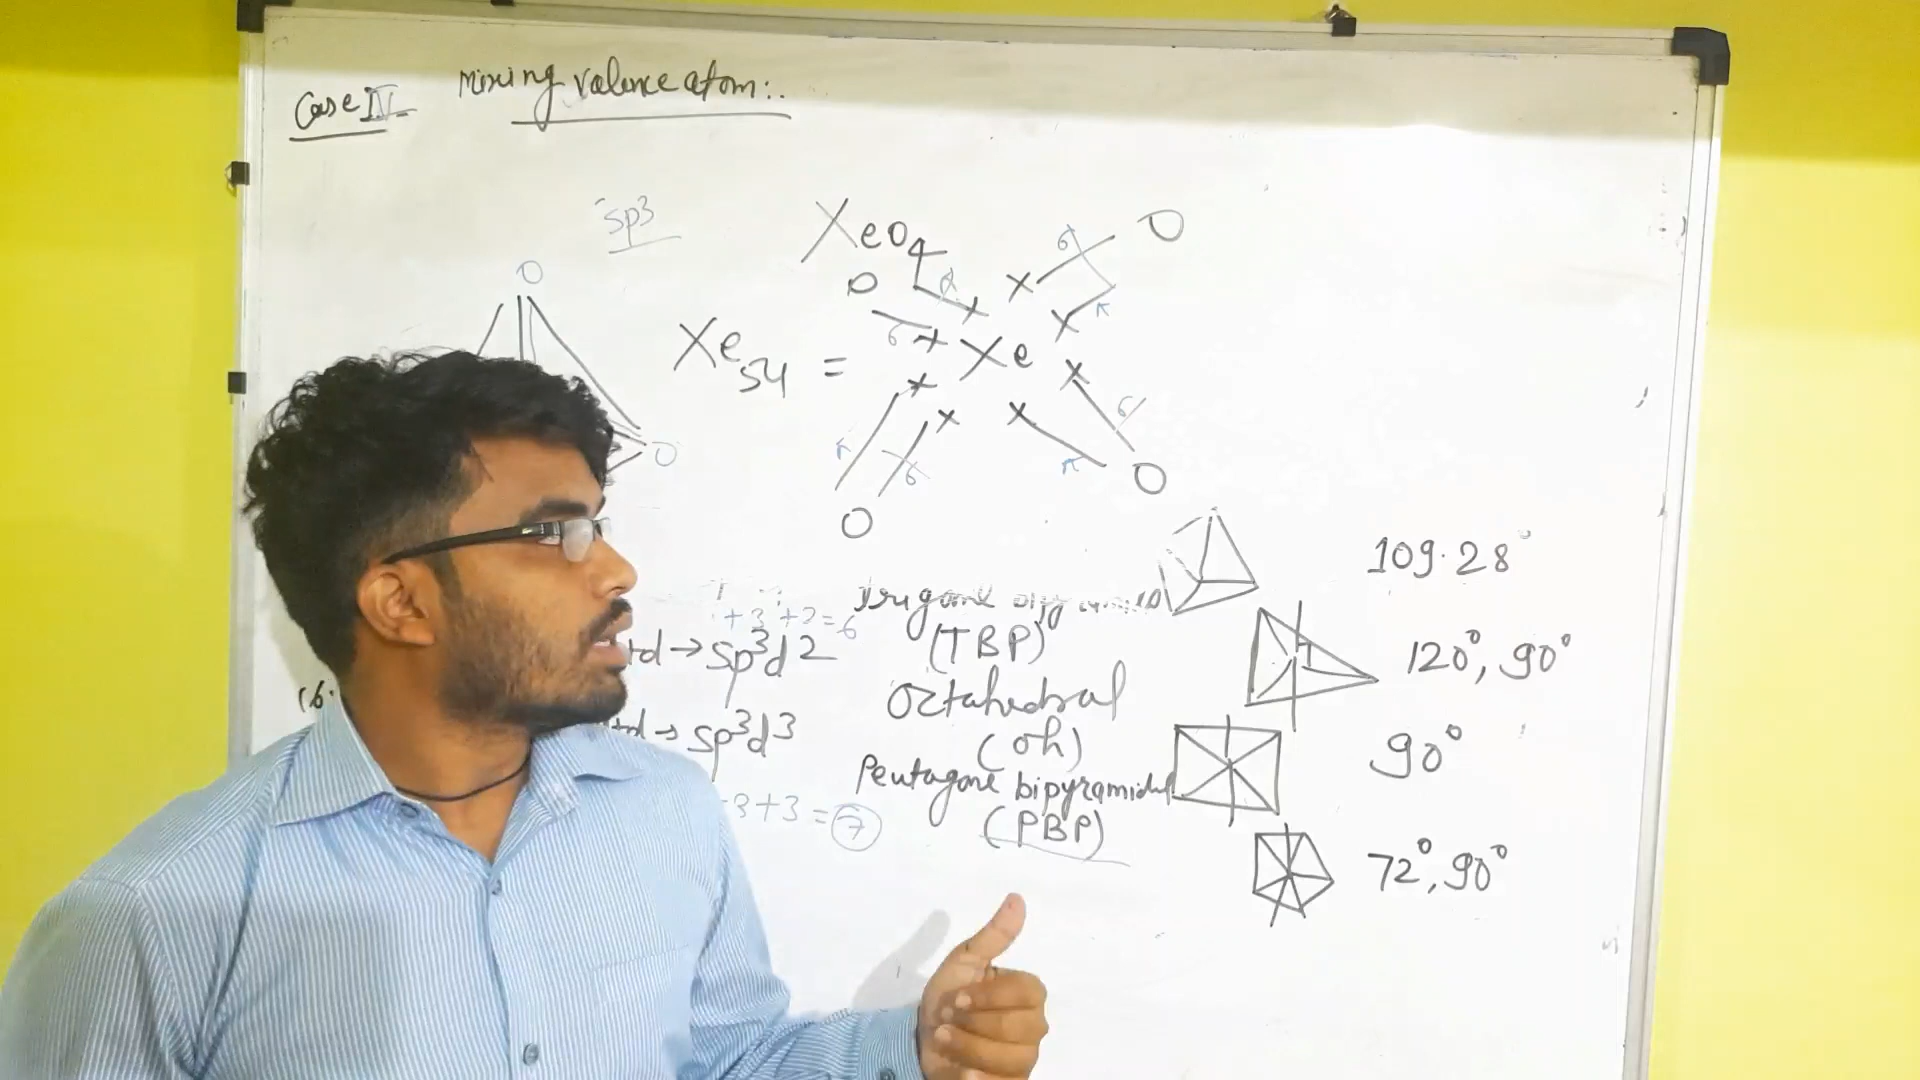 Case IV
Mixing valence atom:.
sp3
XeO4
O
O
σ
π
σ
π
Xe54 = Xe
O
O
σ
π
σ
π
O
O
109.28°
+3+2=6
(TBP)
120°, 90°
+d → sp3d2
Octahedral
(oh)
90°
+d → sp3d3
Pentagone bipyramidal
(PBP)
3+3=7
72°, 90°